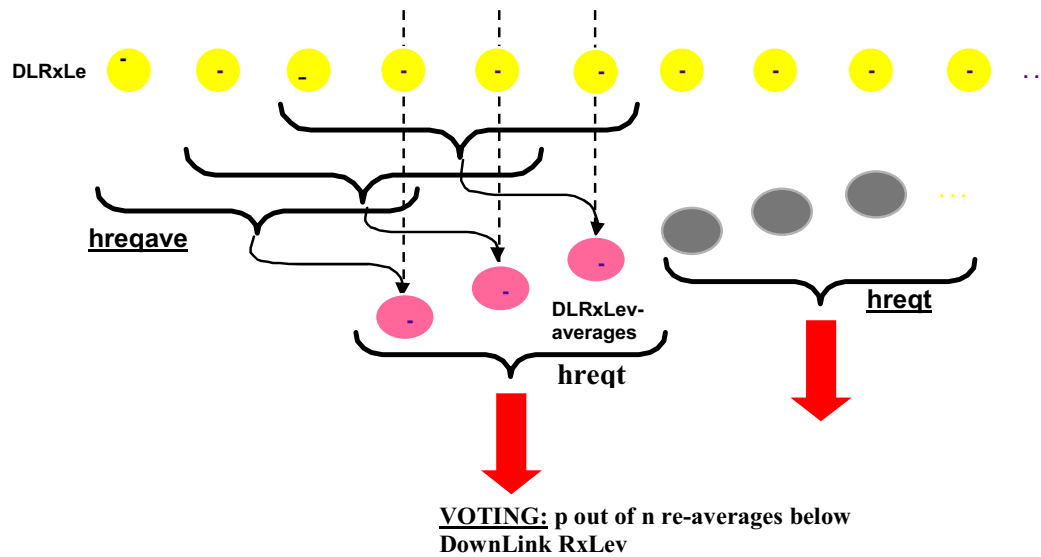 DLRxLe - - - - - - - - - - . .
hreqave
. . .
hreqt
DLRxLev-
averages
- - -
hreqt
VOTING: p out of n re-averages below
DownLink RxLev